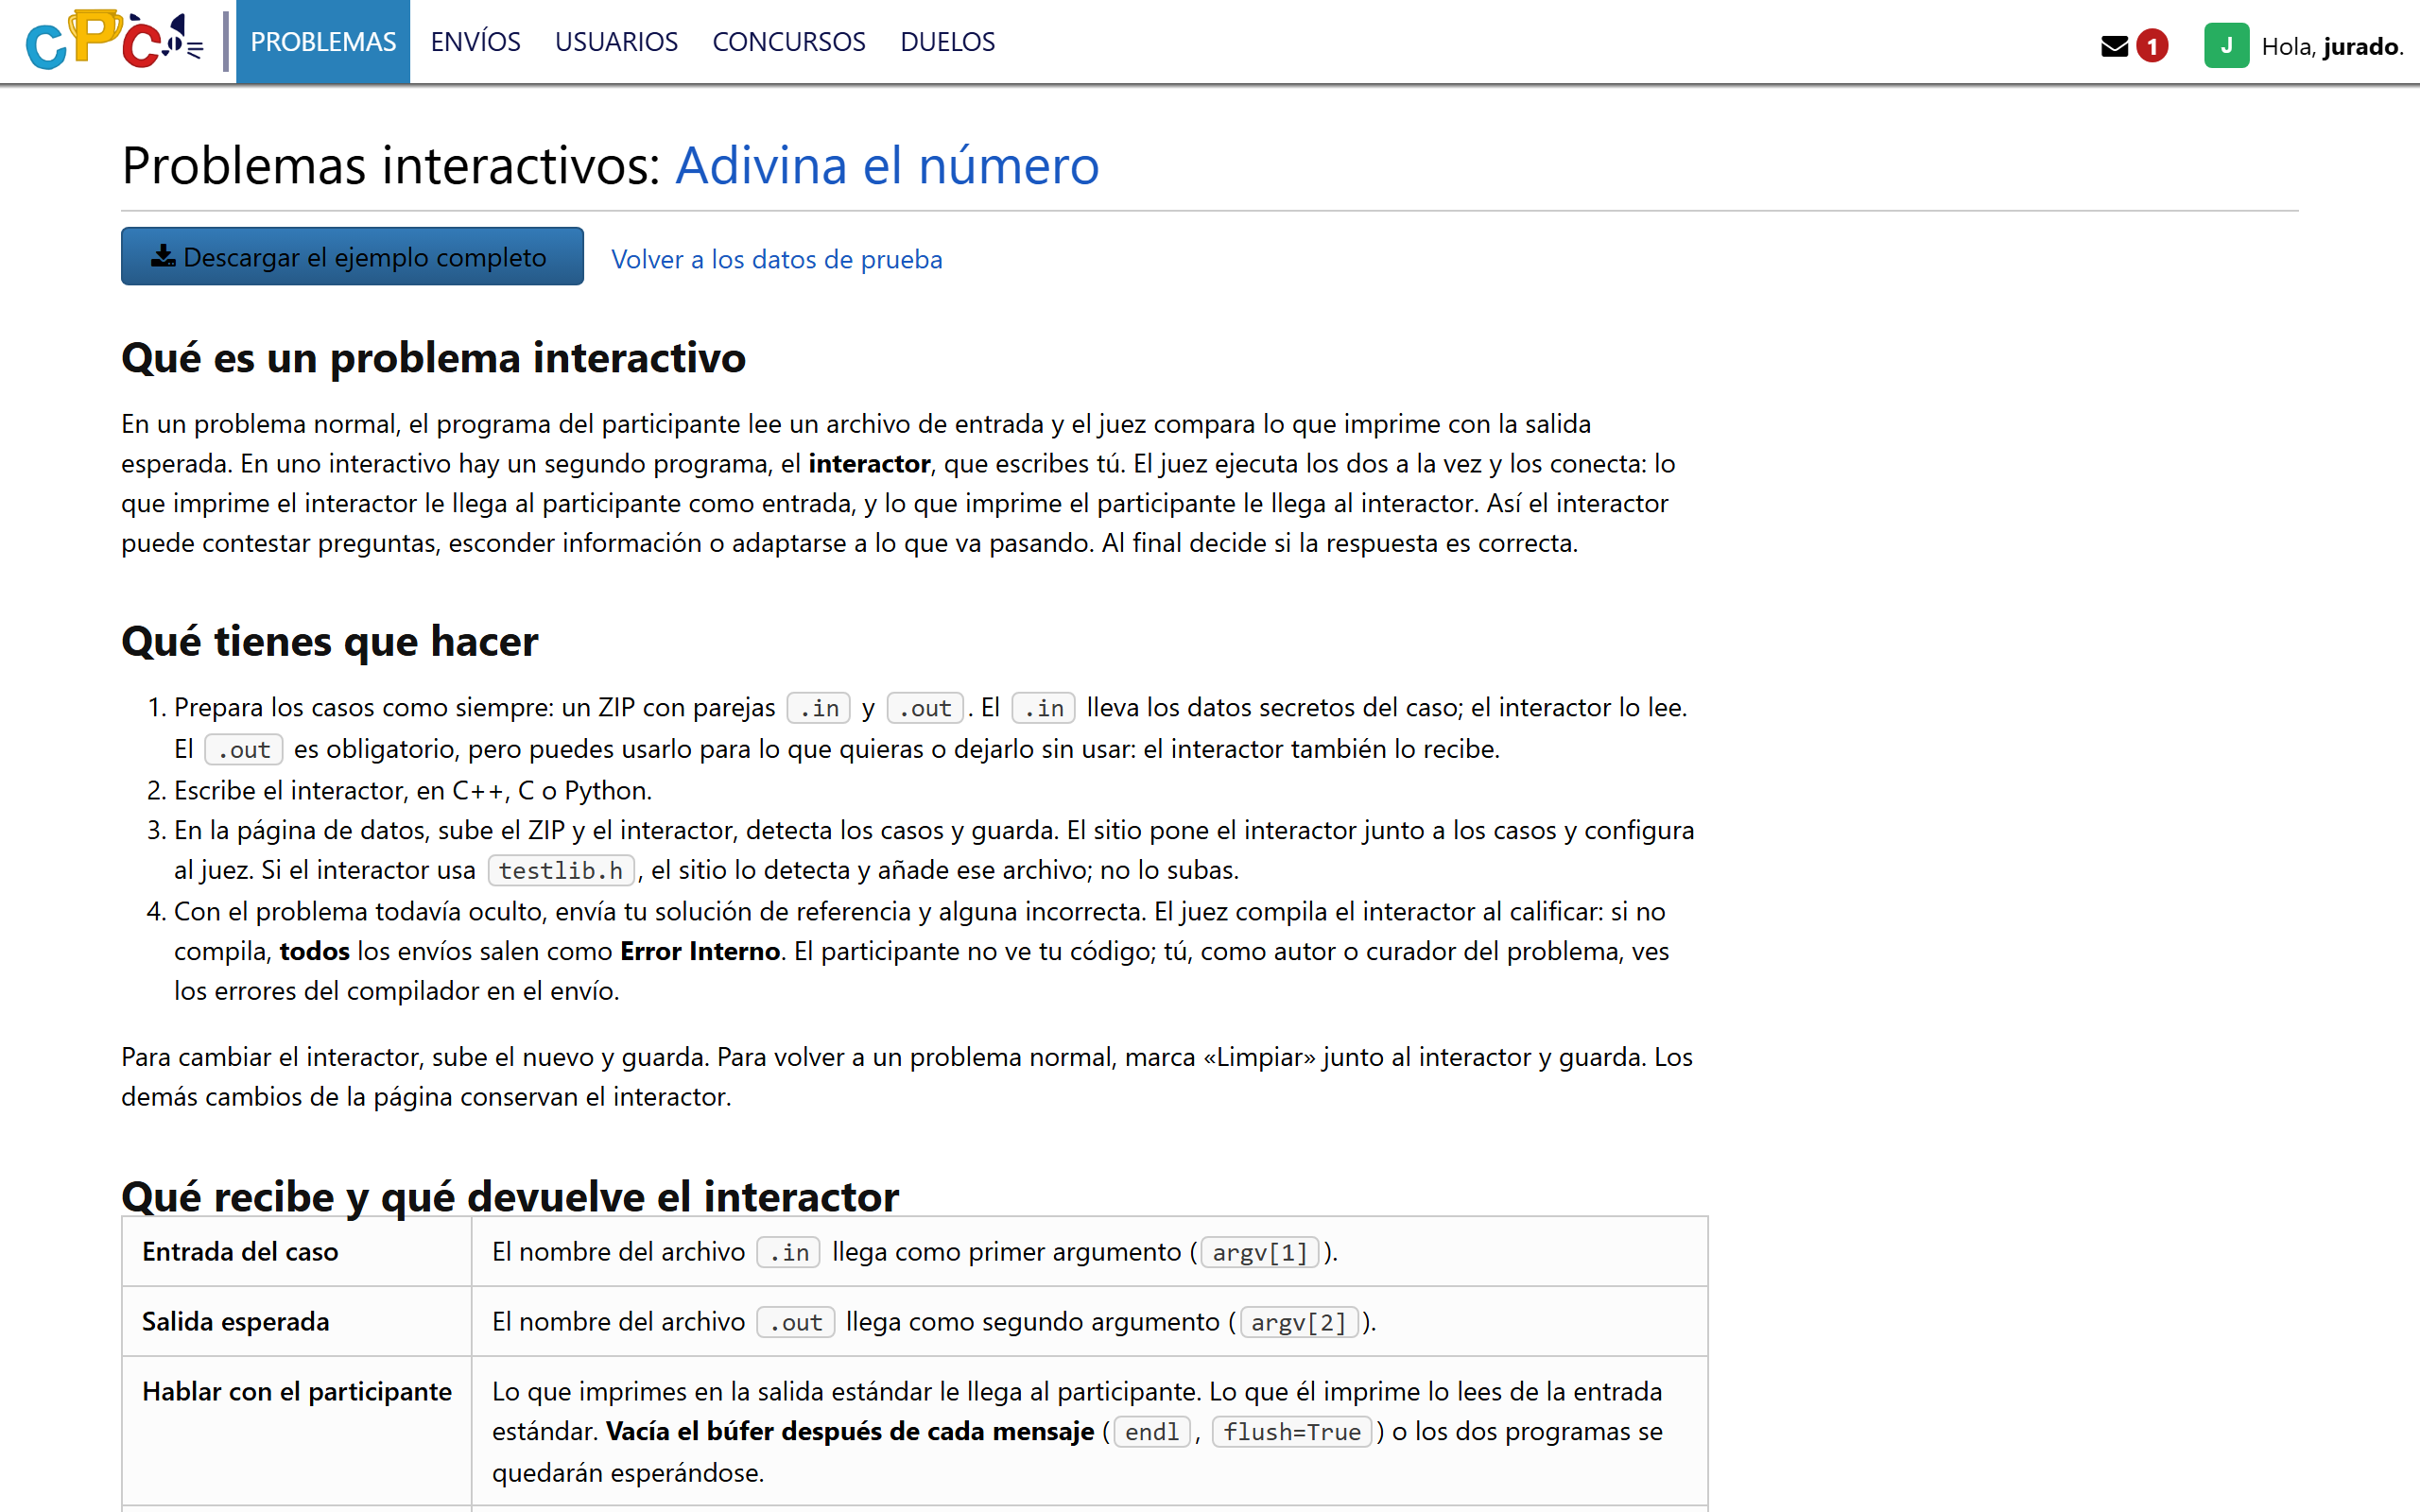 CPC
PROBLEMAS ENVÍOS USUARIOS CONCURSOS DUELOS
1 J Hola, jurado.
Problemas interactivos: Adivina el número
Descargar el ejemplo completo Volver a los datos de prueba
Qué es un problema interactivo
En un problema normal, el programa del participante lee un archivo de entrada y el juez compara lo que imprime con la salida
esperada. En uno interactivo hay un segundo programa, el interactor, que escribes tú. El juez ejecuta los dos a la vez y los conecta: lo
que imprime el interactor le llega al participante como entrada, y lo que imprime el participante le llega al interactor. Así el interactor
puede contestar preguntas, esconder información o adaptarse a lo que va pasando. Al final decide si la respuesta es correcta.
Qué tienes que hacer
1. Prepara los casos como siempre: un ZIP con parejas .in y .out. El .in lleva los datos secretos del caso; el interactor lo lee.
El .out es obligatorio, pero puedes usarlo para lo que quieras o dejarlo sin usar: el interactor también lo recibe.
2. Escribe el interactor, en C++, C o Python.
3. En la página de datos, sube el ZIP y el interactor, detecta los casos y guarda. El sitio pone el interactor junto a los casos y configura
al juez. Si el interactor usa testlib.h, el sitio lo detecta y añade ese archivo; no lo subas.
4. Con el problema todavía oculto, envía tu solución de referencia y alguna incorrecta. El juez compila el interactor al calificar: si no
compila, todos los envíos salen como Error Interno. El participante no ve tu código; tú, como autor o curador del problema, ves
los errores del compilador en el envío.
Para cambiar el interactor, sube el nuevo y guarda. Para volver a un problema normal, marca «Limpiar» junto al interactor y guarda. Los
demás cambios de la página conservan el interactor.
Qué recibe y qué devuelve el interactor
Entrada del caso El nombre del archivo .in llega como primer argumento (argv[1]).
Salida esperada El nombre del archivo .out llega como segundo argumento (argv[2]).
Hablar con el participante Lo que imprimes en la salida estándar le llega al participante. Lo que él imprime lo lees de la entrada
estándar. Vacía el búfer después de cada mensaje (endl, flush=True) o los dos programas se
quedarán esperándose.